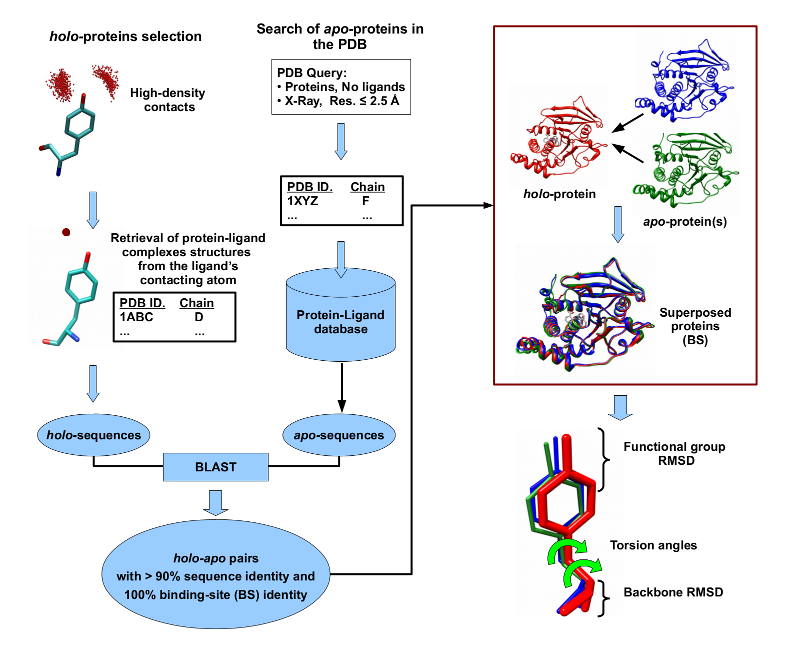 holo-proteins selection
High-density
contacts
Retrieval of protein-ligand
complexes structures
from the ligand's
contacting atom
PDB ID. Chain
1ABC D
... ...
holo-sequences
Search of apo-proteins in
the PDB
PDB Query:
• Proteins, No ligands
• X-Ray, Res. ≤ 2.5 Å
PDB ID. Chain
1XYZ F
... ...
Protein-Ligand
database
apo-sequences
BLAST
holo-apo pairs
with > 90% sequence identity and
100% binding-site (BS) identity
holo-protein
apo-protein(s)
Superposed
proteins
(BS)
Functional group
RMSD
Torsion angles
Backbone RMSD